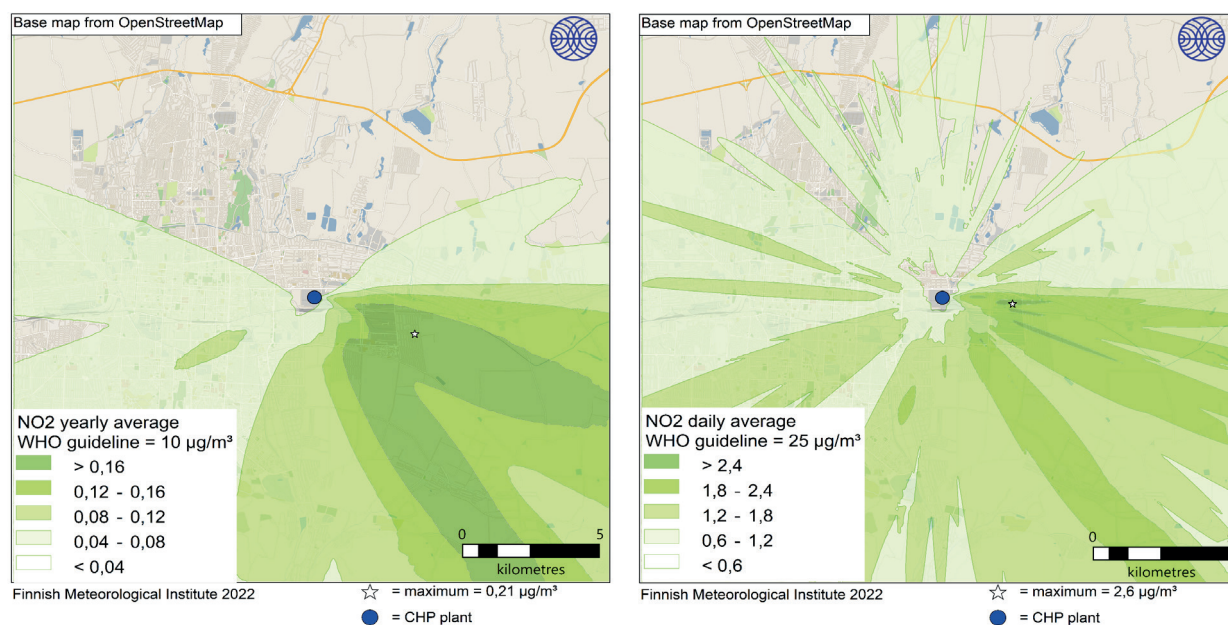 Base map from OpenStreetMap
NO2 yearly average
WHO guideline = 10 µg/m³
> 0,16
0,12 - 0,16
0,08 - 0,12
0,04 - 0,08
< 0,04
0 5
kilometres
Finnish Meteorological Institute 2022
= maximum = 0,21 µg/m³
= CHP plant
Base map from OpenStreetMap
NO2 daily average
WHO guideline = 25 µg/m³
> 2,4
1,8 - 2,4
1,2 - 1,8
0,6 - 1,2
< 0,6
0
kilometres
Finnish Meteorological Institute 2022
= maximum = 2,6 µg/m³
= CHP plant